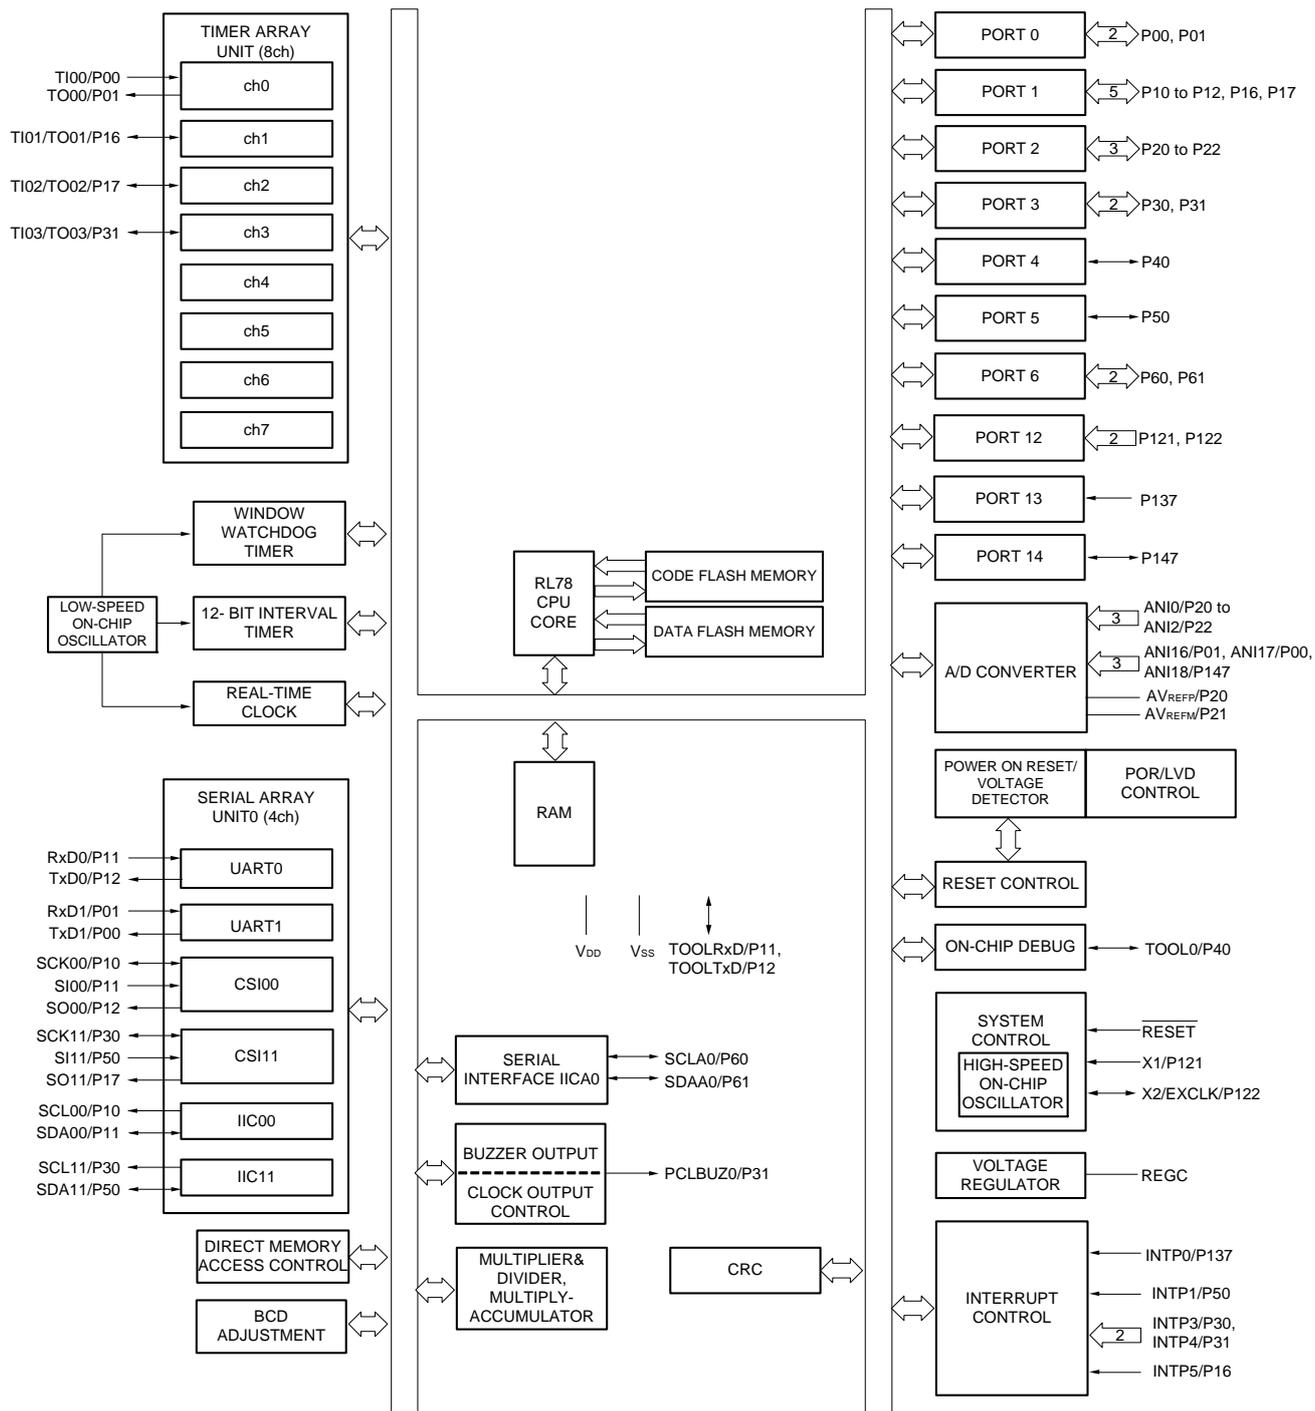 TIMER ARRAY
UNIT (8ch)
TI00/P00
TO00/P01
ch0
TI01/TO01/P16
ch1
TI02/TO02/P17
ch2
TI03/TO03/P31
ch3
ch4
ch5
ch6
ch7
WINDOW
WATCHDOG
TIMER
LOW-SPEED
ON-CHIP
OSCILLATOR
12- BIT INTERVAL
TIMER
REAL-TIME
CLOCK
SERIAL ARRAY
UNIT0 (4ch)
RxD0/P11
TxD0/P12
UART0
RxD1/P01
TxD1/P00
UART1
SCK00/P10
SI00/P11
SO00/P12
CSI00
SCK11/P30
SI11/P50
SO11/P17
CSI11
SCL00/P10
SDA00/P11
IIC00
SCL11/P30
SDA11/P50
IIC11
DIRECT MEMORY
ACCESS CONTROL
BCD
ADJUSTMENT
RL78
CPU
CORE
CODE FLASH MEMORY
DATA FLASH MEMORY
RAM
VDD
VSS
TOOLRxD/P11,
TOOLTxD/P12
SERIAL
INTERFACE IICA0
SCLA0/P60
SDAA0/P61
BUZZER OUTPUT
CLOCK OUTPUT
CONTROL
PCLBUZ0/P31
MULTIPLIER&
DIVIDER,
MULTIPLY-
ACCUMULATOR
CRC
PORT 0
2
P00, P01
PORT 1
5
P10 to P12, P16, P17
PORT 2
3
P20 to P22
PORT 3
2
P30, P31
PORT 4
P40
PORT 5
P50
PORT 6
2
P60, P61
PORT 12
2
P121, P122
PORT 13
P137
PORT 14
P147
A/D CONVERTER
3
ANI0/P20 to
ANI2/P22
3
ANI16/P01, ANI17/P00,
ANI18/P147
AVREFP/P20
AVREFM/P21
POWER ON RESET/
VOLTAGE
DETECTOR
POR/LVD
CONTROL
RESET CONTROL
ON-CHIP DEBUG
TOOL0/P40
SYSTEM
CONTROL
HIGH-SPEED
ON-CHIP
OSCILLATOR
RESET
X1/P121
X2/EXCLK/P122
VOLTAGE
REGULATOR
REGC
INTERRUPT
CONTROL
INTP0/P137
INTP1/P50
2
INTP3/P30,
INTP4/P31
INTP5/P16